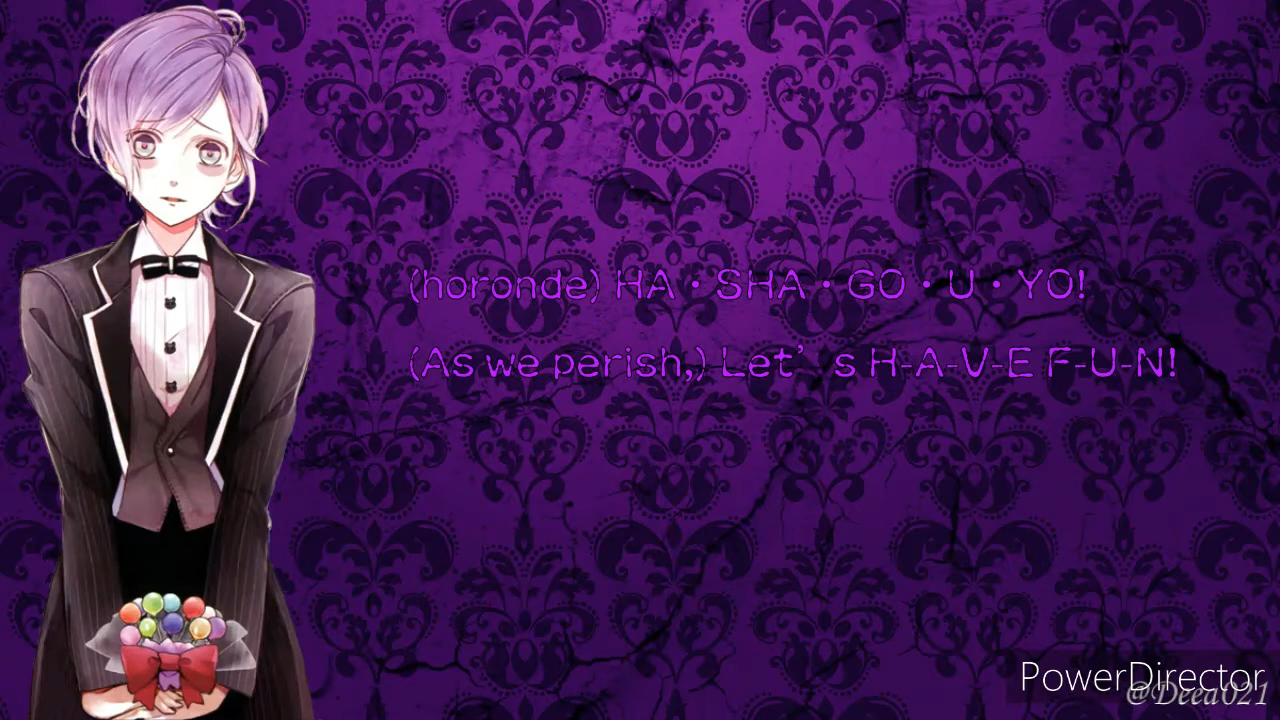 (horonde) HA・SHA・GO・U・YO!
(As we perish,) Let’s H-A-V-E F-U-N!
PowerDirector
@Deea021